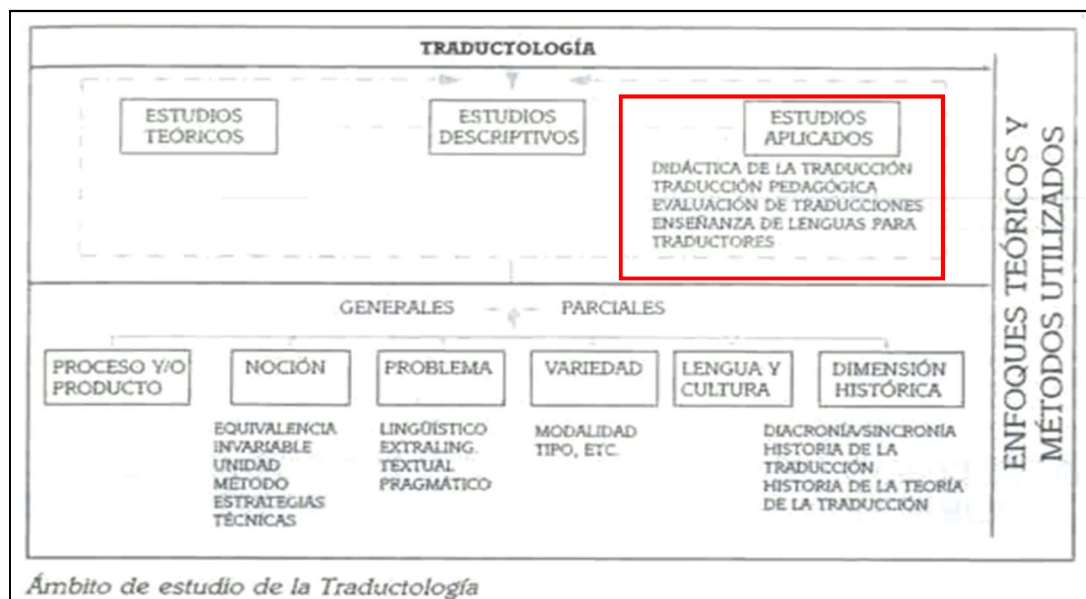 TRADUCTOLOGÍA
ESTUDIOS
TEÓRICOS
ESTUDIOS
DESCRIPTIVOS
ESTUDIOS
APLICADOS
DIDÁCTICA DE LA TRADUCCIÓN
TRADUCCIÓN PEDAGÓGICA
EVALUACIÓN DE TRADUCCIONES
ENSEÑANZA DE LENGUAS PARA
TRADUCTORES
GENERALES
PARCIALES
PROCESO Y/O
PRODUCTO
NOCIÓN
EQUIVALENCIA
INVARIABLE
UNIDAD
MÉTODO
ESTRATEGIAS
TÉCNICAS
PROBLEMA
LINGÜÍSTICO
EXTRALING.
TEXTUAL
PRAGMÁTICO
VARIEDAD
MODALIDAD
TIPO, ETC.
LENGUA Y
CULTURA
DIMENSIÓN
HISTÓRICA
DIACRONÍA/SINCRONÍA
HISTORIA DE LA
TRADUCCIÓN
HISTORIA DE LA TEORÍA
DE LA TRADUCCIÓN
ENFOQUES TEÓRICOS Y
MÉTODOS UTILIZADOS
Ámbito de estudio de la Traductología